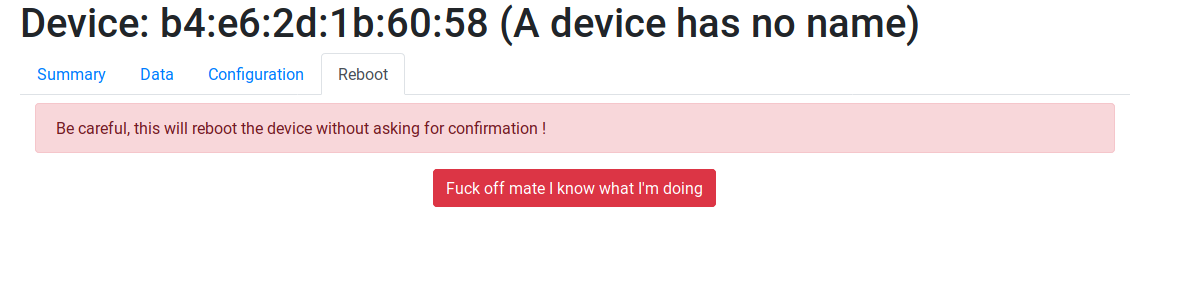 Device: b4:e6:2d:1b:60:58 (A device has no name)
Summary Data Configuration Reboot
Be careful, this will reboot the device without asking for confirmation !
Fuck off mate I know what I'm doing